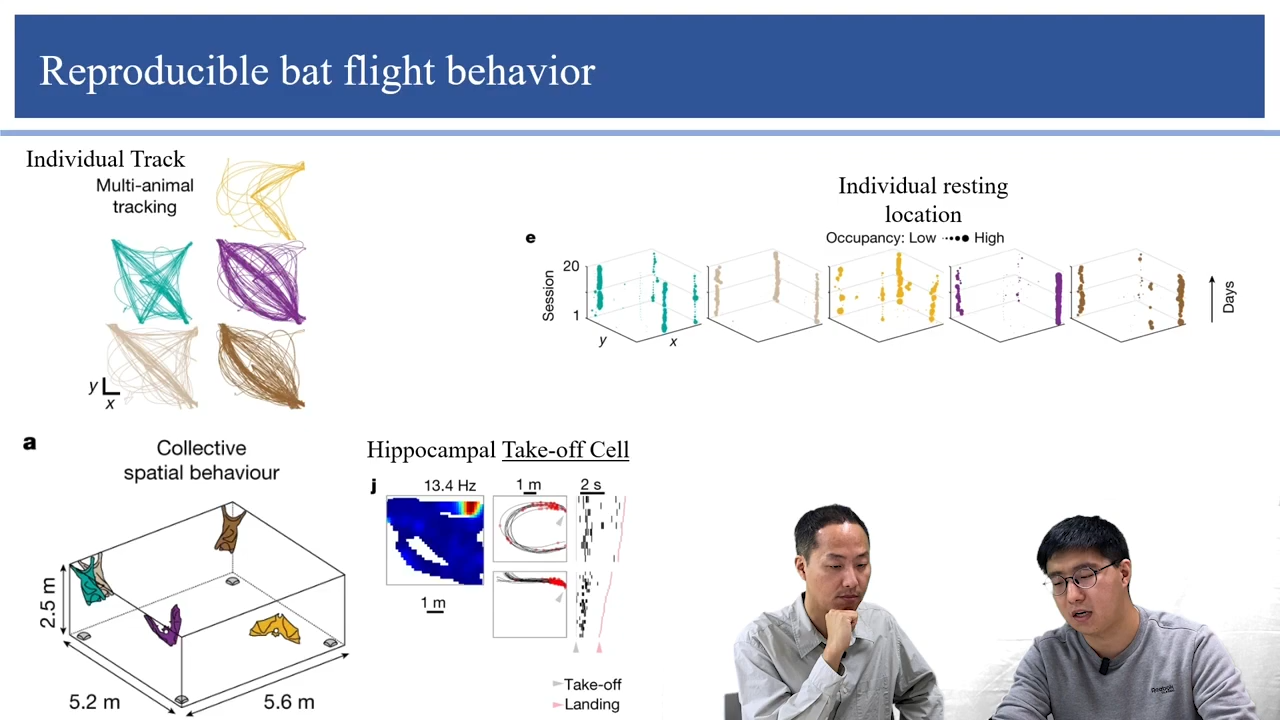 Reproducible bat flight behavior
Individual Track
Multi-animal
tracking
y
x
Individual resting
location
e
Occupancy: Low High
Session
20
1
y
x
Days
a
Collective
spatial behaviour
2.5 m
5.2 m
5.6 m
Hippocampal Take-off Cell
j
13.4 Hz
1 m
2 s
1 m
Take-off
Landing
Reebok